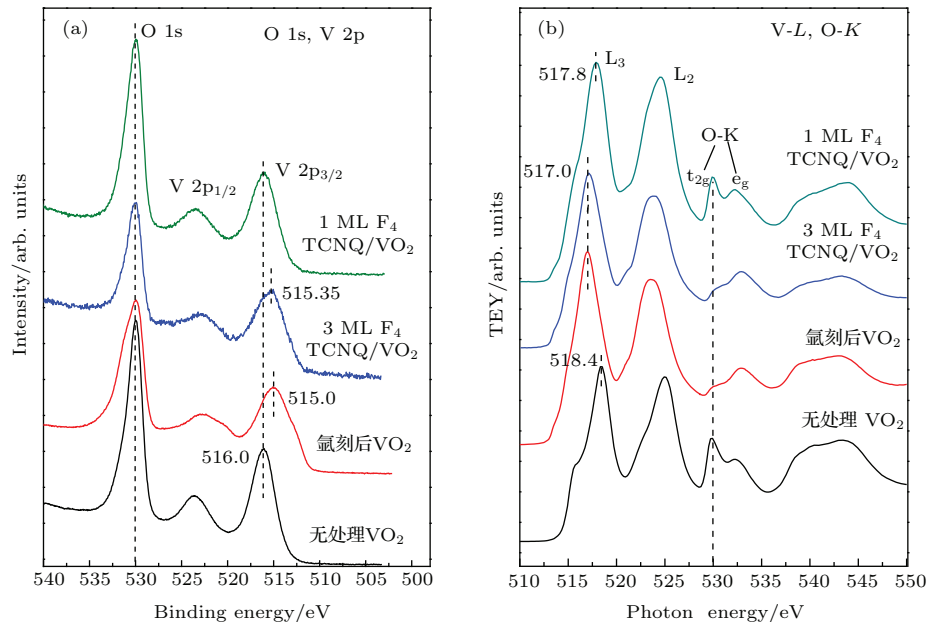 (a)
O 1s
O 1s, V 2p
V 2p1/2
V 2p3/2
1 ML F4
TCNQ/VO2
515.35
3 ML F4
TCNQ/VO2
515.0
氩刻后VO2
516.0
无处理VO2
540 535 530 525 520 515 510 505 500
Binding energy/eV
Intensity/arb. units
(b)
V-L, O-K
L3
517.8
L2
O-K
1 ML F4
TCNQ/VO2
t2g
eg
517.0
3 ML F4
TCNQ/VO2
氩刻后VO2
518.4
无处理 VO2
510 515 520 525 530 535 540 545 550
Photon energy/eV
TEY/arb. units